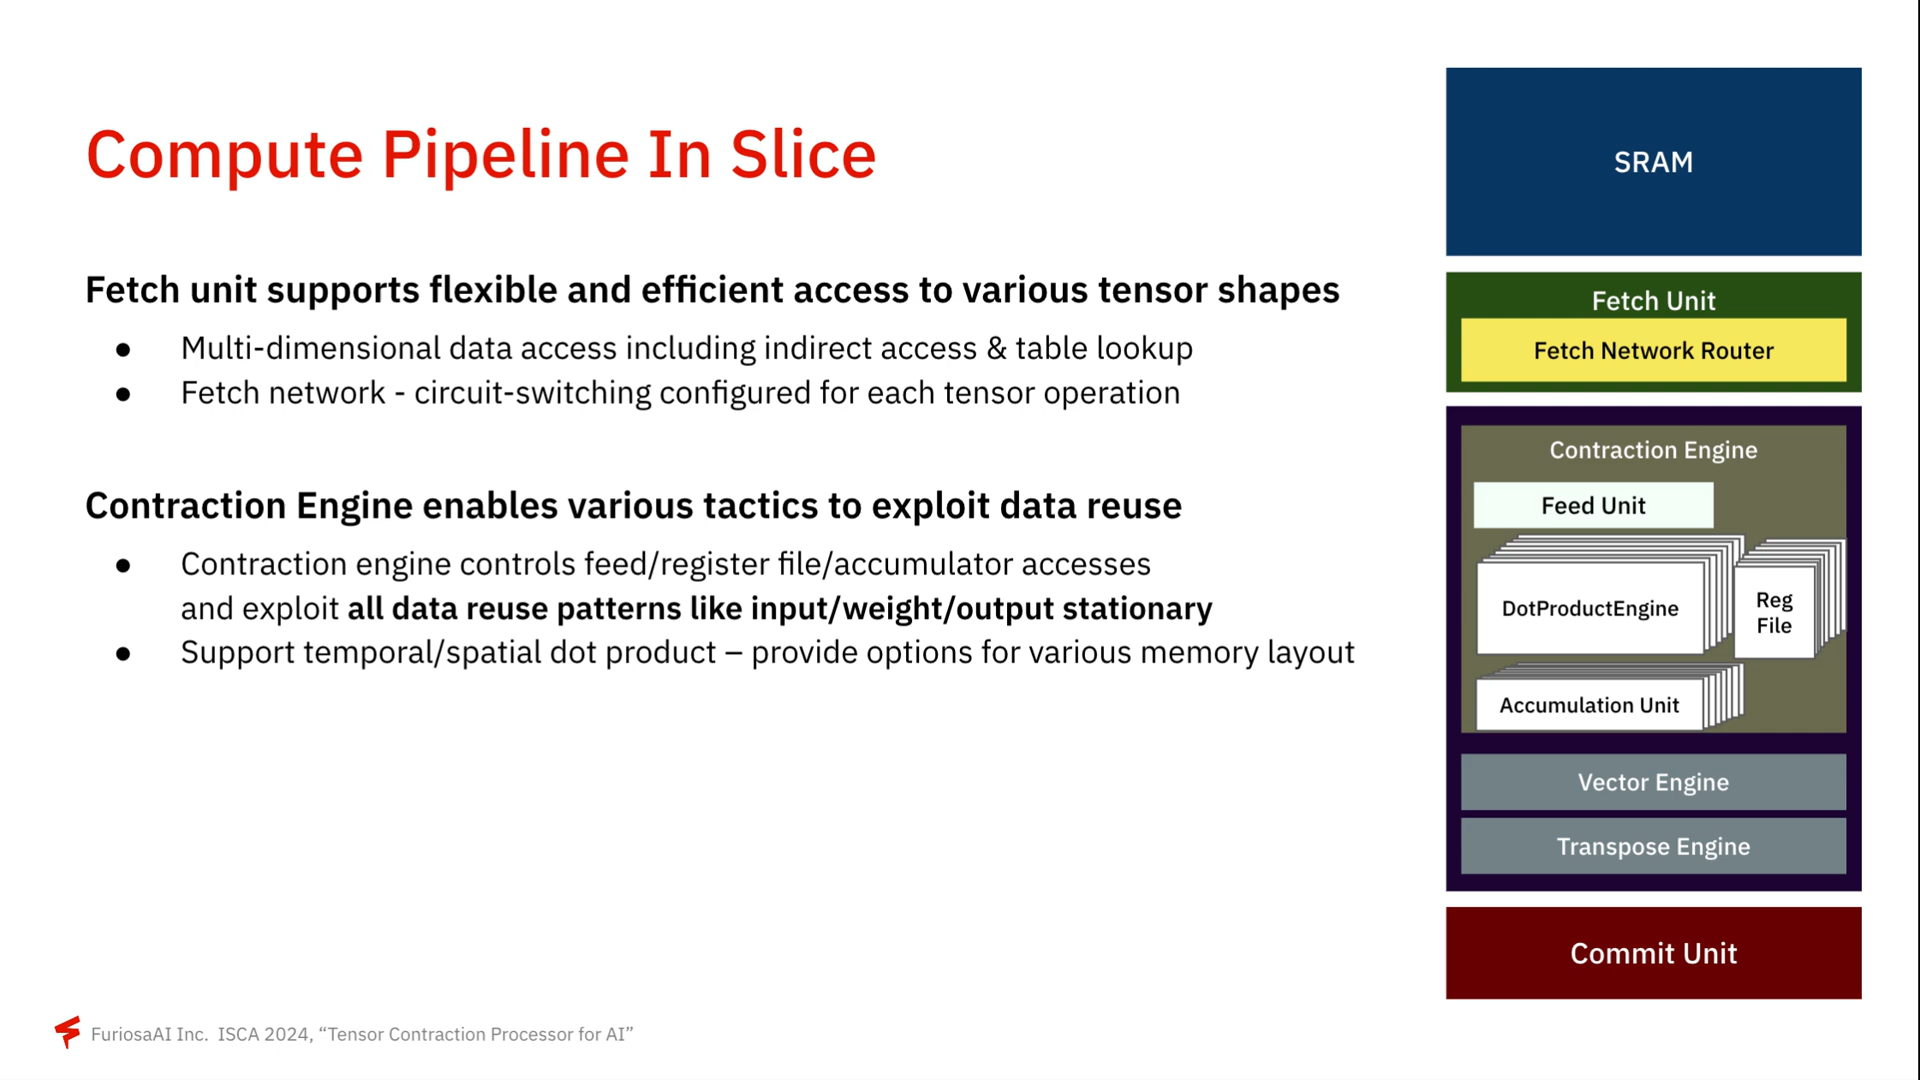 Compute Pipeline In Slice
Fetch unit supports flexible and efficient access to various tensor shapes
● Multi-dimensional data access including indirect access & table lookup
● Fetch network - circuit-switching configured for each tensor operation
Contraction Engine enables various tactics to exploit data reuse
● Contraction engine controls feed/register file/accumulator accesses
and exploit all data reuse patterns like input/weight/output stationary
● Support temporal/spatial dot product – provide options for various memory layout
SRAM
Fetch Unit
Fetch Network Router
Contraction Engine
Feed Unit
DotProductEngine
Reg
File
Accumulation Unit
Vector Engine
Transpose Engine
Commit Unit
FuriosaAI Inc. ISCA 2024, “Tensor Contraction Processor for AI”